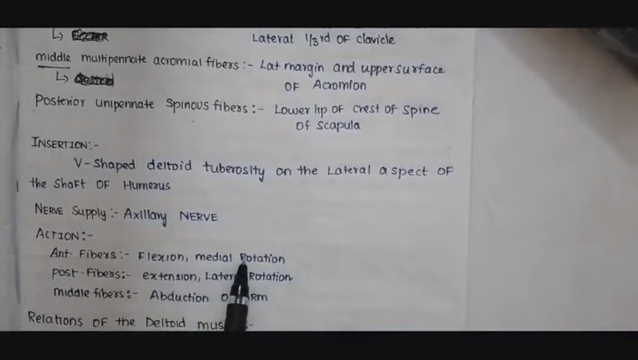 Lateral 1/3rd of clavicle
middle multipennate acromial fibers :- Lat margin and upper surface
of Acromion
Posterior unipennate Spinous fibers :- Lower lip of crest of spine
of scapula
INSERTION :-
V-shaped deltoid tuberosity on the Lateral aspect of
the shaft of Humerus
NERVE Supply :- Axillary NERVE
ACTION :-
Ant. Fibers :- Flexion, medial Rotation
post. Fibers :- extension, Rotation
middle fibers :- Abduction
Relations of the Deltoid